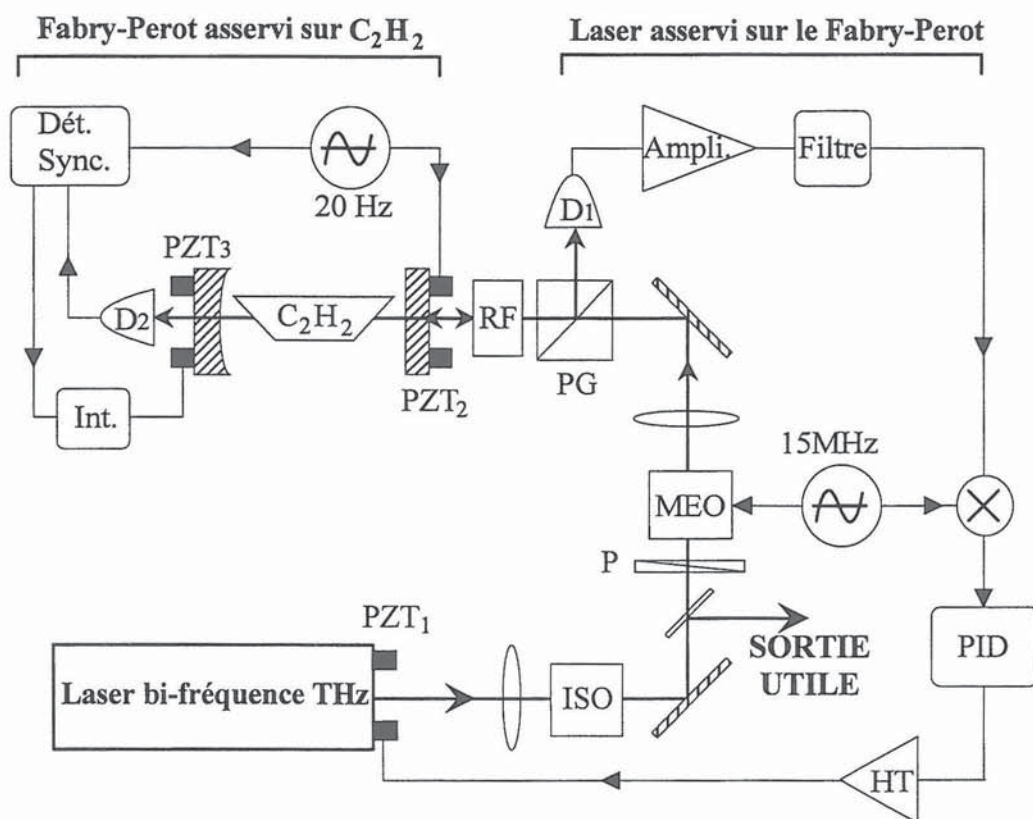 Fabry-Perot asservi sur C₂H₂
Laser asservi sur le Fabry-Perot
Dét.
Sync.
20 Hz
D1
Ampli.
Filtre
PZT3
D2
C₂H₂
RF
PG
PZT₂
Int.
15MHz
MEO
P
PZT₁
SORTIE
UTILE
PID
Laser bi-fréquence THz
ISO
HT